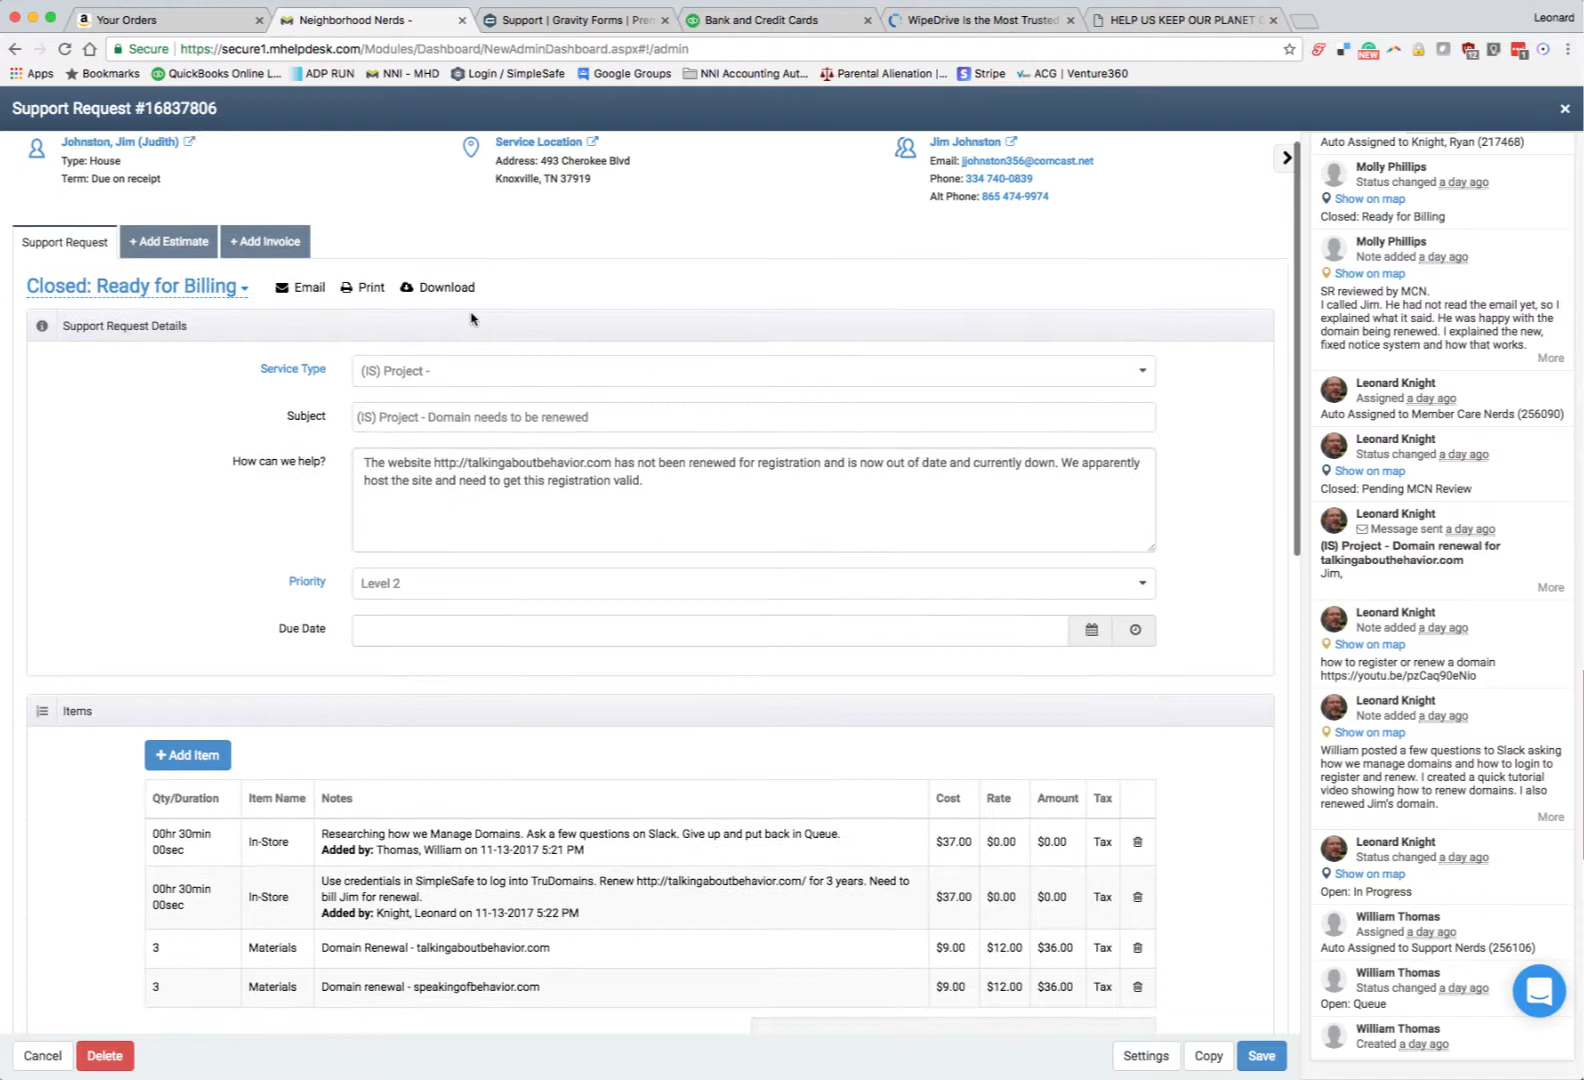 Your Orders
Neighborhood Nerds -
Support | Gravity Forms | Prem
Bank and Credit Cards
WipeDrive Is the Most Trusted
HELP US KEEP OUR PLANET C
Leonard
Secure
https://secure1.mhelpdesk.com/Modules/Dashboard/NewAdminDashboard.aspx#!/admin
Apps
Bookmarks
QuickBooks Online L...
ADP RUN
NNI - MHD
Login / SimpleSafe
Google Groups
NNI Accounting Aut...
Parental Alienation |...
Stripe
ACG | Venture360
Support Request #16837806
Johnston, Jim (Judith)
Type: House
Term: Due on receipt
Service Location
Address: 493 Cherokee Blvd
Knoxville, TN 37919
Jim Johnston
Email: jjohnston356@comcast.net
Phone: 334 740-0839
Alt Phone: 865 474-9974
Support Request
+ Add Estimate
+ Add Invoice
Closed: Ready for Billing
Email
Print
Download
Support Request Details
Service Type
(IS) Project -
Subject
(IS) Project - Domain needs to be renewed
How can we help?
The website http://talkingaboutbehavior.com has not been renewed for registration and is now out of date and currently down. We apparently
host the site and need to get this registration valid.
Priority
Level 2
Due Date
Items
+ Add Item
Qty/Duration
Item Name
Notes
Cost
Rate
Amount
Tax
00hr 30min
00sec
In-Store
Researching how we Manage Domains. Ask a few questions on Slack. Give up and put back in Queue.
Added by: Thomas, William on 11-13-2017 5:21 PM
$37.00
$0.00
$0.00
Tax
00hr 30min
00sec
In-Store
Use credentials in SimpleSafe to log into TruDomains. Renew http://talkingaboutbehavior.com/ for 3 years. Need to
bill Jim for renewal.
Added by: Knight, Leonard on 11-13-2017 5:22 PM
$37.00
$0.00
$0.00
Tax
3
Materials
Domain Renewal - talkingaboutbehavior.com
$9.00
$12.00
$36.00
Tax
3
Materials
Domain renewal - speakingofbehavior.com
$9.00
$12.00
$36.00
Tax
Cancel
Delete
Settings
Copy
Save
Auto Assigned to Knight, Ryan (217468)
Molly Phillips
Status changed a day ago
Show on map
Closed: Ready for Billing
Molly Phillips
Note added a day ago
Show on map
SR reviewed by MCN.
I called Jim. He had not read the email yet, so I
explained what it said. He was happy with the
domain being renewed. I explained the new,
fixed notice system and how that works.
More
Leonard Knight
Assigned a day ago
Auto Assigned to Member Care Nerds (256090)
Leonard Knight
Status changed a day ago
Show on map
Closed: Pending MCN Review
Leonard Knight
Message sent a day ago
(IS) Project - Domain renewal for
talkingabouthehavior.com
Jim,
More
Leonard Knight
Note added a day ago
Show on map
how to register or renew a domain
https://youtu.be/pzCaq90eNio
Leonard Knight
Note added a day ago
Show on map
William posted a few questions to Slack asking
how we manage domains and how to login to
register and renew. I created a quick tutorial
video showing how to renew domains. I also
renewed Jim's domain.
More
Leonard Knight
Status changed a day ago
Show on map
Open: In Progress
William Thomas
Assigned a day ago
Auto Assigned to Support Nerds (256106)
William Thomas
Status changed a day ago
Open: Queue
William Thomas
Created a day ago